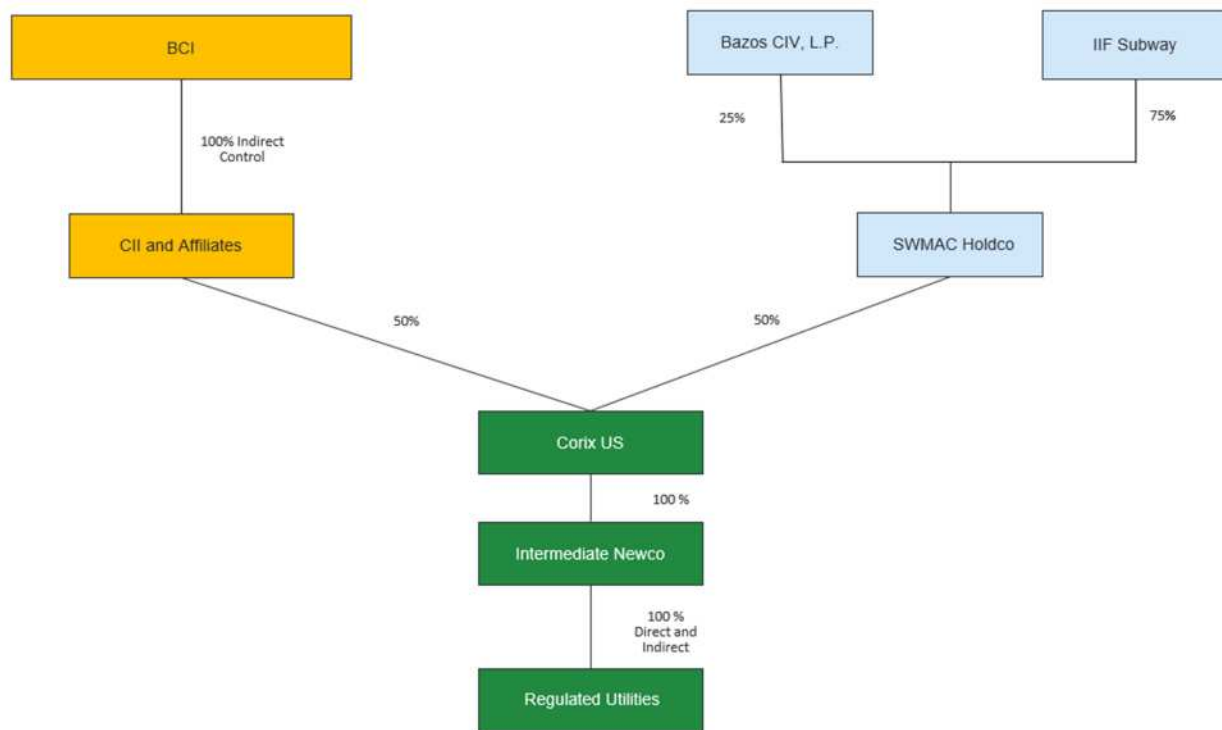 BCI
Bazos CIV, L.P.
IIF Subway
25%
75%
100% Indirect
Control
CII and Affiliates
SWMAC Holdco
50%
50%
Corix US
100 %
Intermediate Newco
100 %
Direct and
Indirect
Regulated Utilities